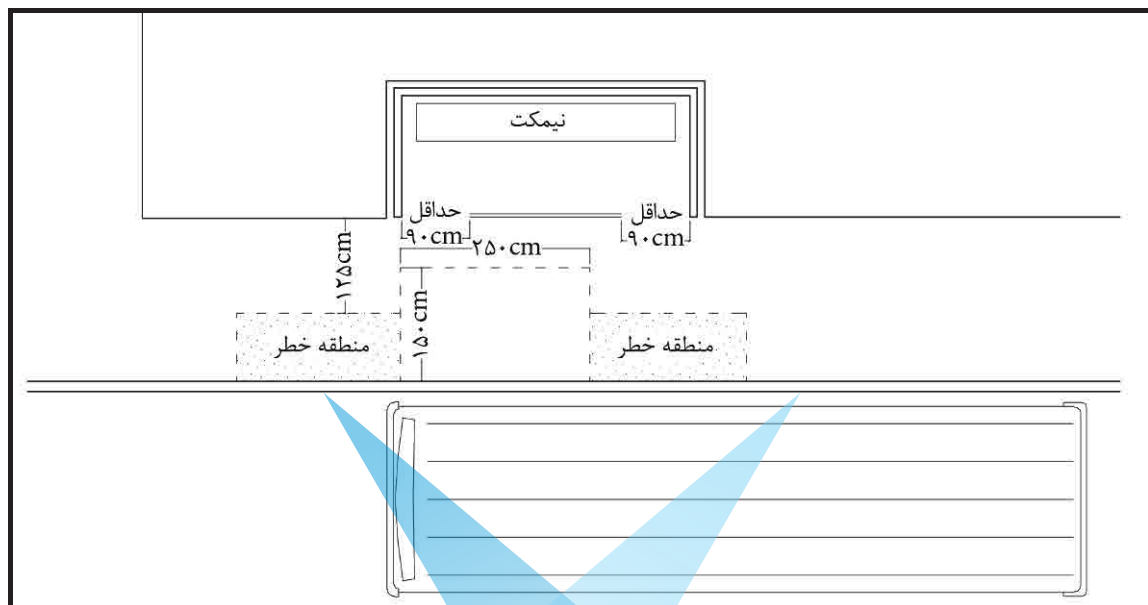 نیمکت
حداقل
۹۰cm
حداقل
۹۰cm
۲۵۰cm
۱۲۵cm
۱۵۰cm
منطقه خطر
منطقه خطر